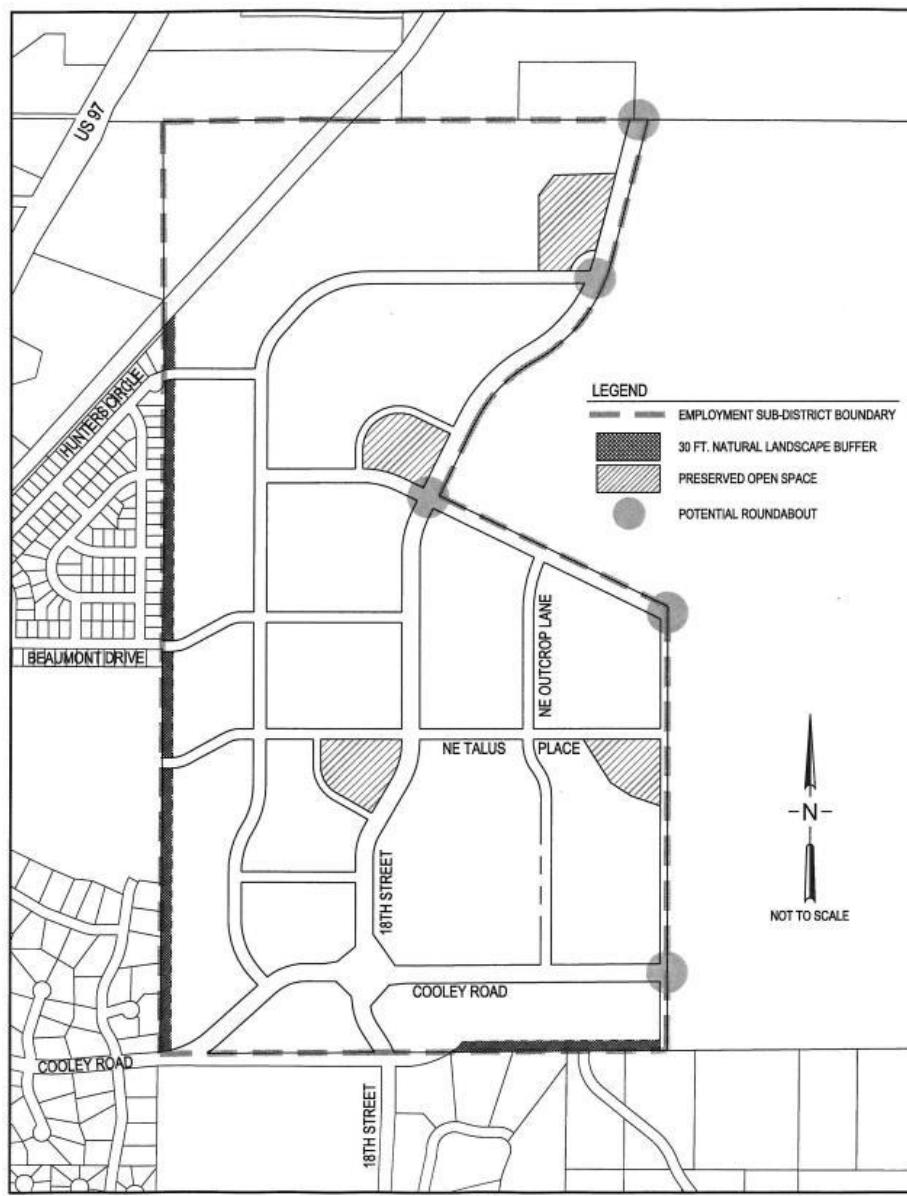 US 97
HUNTERS CIRCLE
LEGEND
EMPLOYMENT SUB-DISTRICT BOUNDARY
30 FT. NATURAL LANDSCAPE BUFFER
PRESERVED OPEN SPACE
POTENTIAL ROUNDABOUT
BEAUMONT DRIVE
NE OUTCROP LANE
NE TALUS PLACE
-N-
NOT TO SCALE
18TH STREET
COOLEY ROAD
COOLEY ROAD
18TH STREET